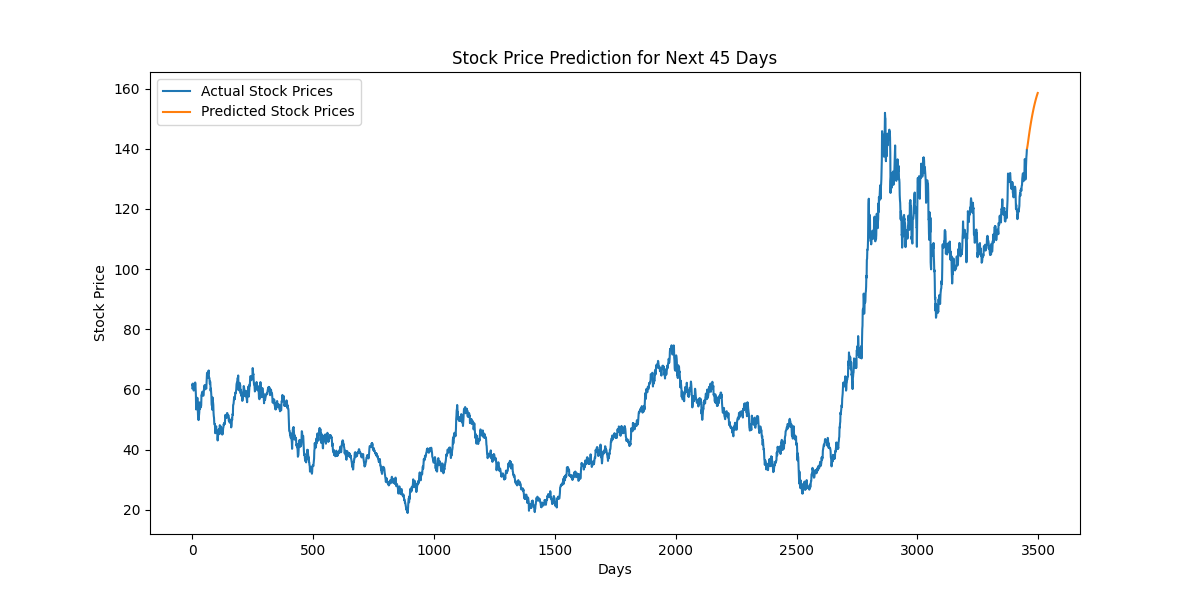 Stock Price Prediction for Next 45 Days
Actual Stock Prices
Predicted Stock Prices
160
140
120
100
80
60
40
20
Stock Price
0 500 1000 1500 2000 2500 3000 3500
Days